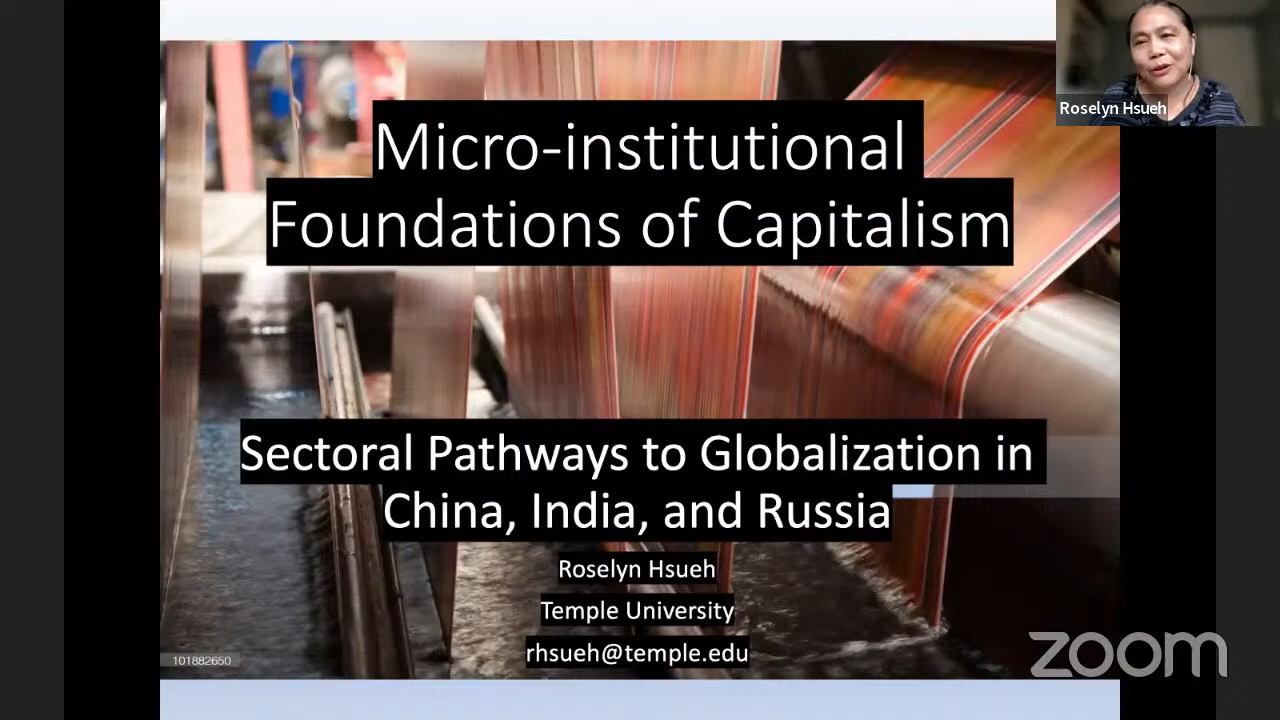 Roselyn Hsueh
Micro-institutional
Foundations of Capitalism
Sectoral Pathways to Globalization in
China, India, and Russia
Roselyn Hsueh
Temple University
rhsueh@temple.edu
101882650
zoom